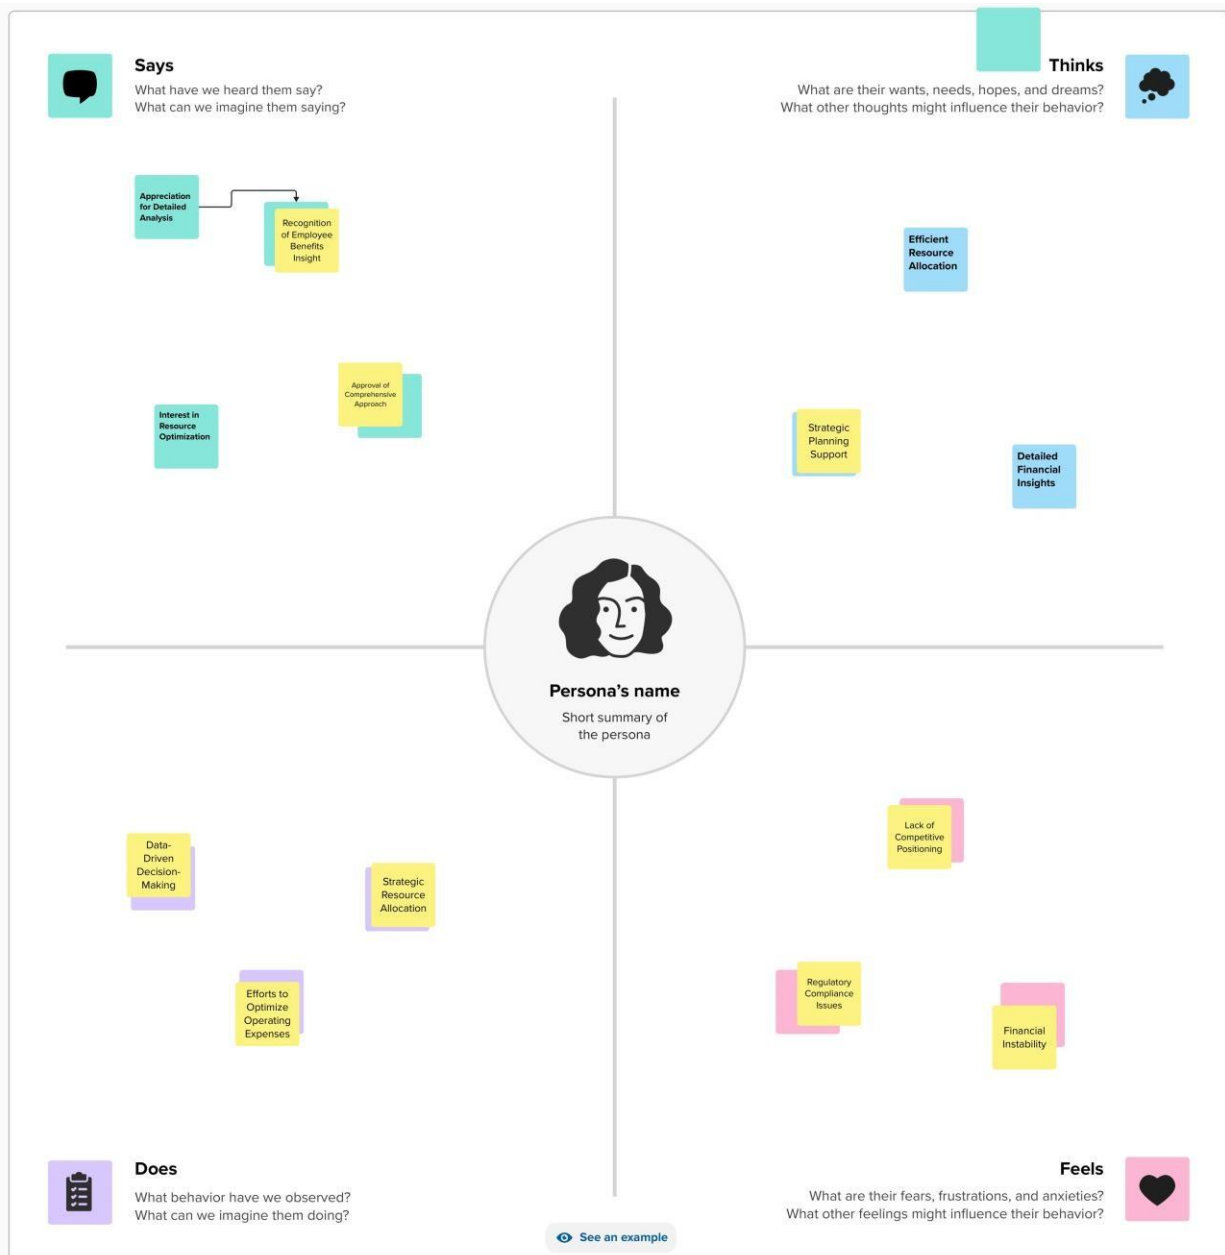 Says
What have we heard them say?
What can we imagine them saying?
Thinks
What are their wants, needs, hopes, and dreams?
What other thoughts might influence their behavior?
Appreciation
for Detailed
Analysis
Recognition
of Employee
Benefits
Insight
Approval of
Comprehensive
Approach
Interest in
Resource
Optimization
Efficient
Resource
Allocation
Strategic
Planning
Support
Detailed
Financial
Insights
Persona’s name
Short summary of
the persona
Data-
Driven
Decision-
Making
Strategic
Resource
Allocation
Efforts to
Optimize
Operating
Expenses
Lack of
Competitive
Positioning
Regulatory
Compliance
Issues
Financial
Instability
Does
What behavior have we observed?
What can we imagine them doing?
Feels
What are their fears, frustrations, and anxieties?
What other feelings might influence their behavior?
See an example